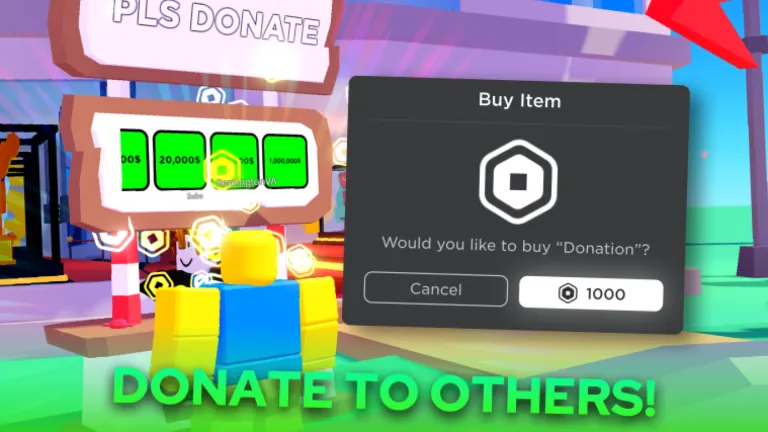 PLS DONATE
Buy Item
20,000$
1,000,000$
Would you like to buy “Donation”?
Cancel
1000
DONATE TO OTHERS!